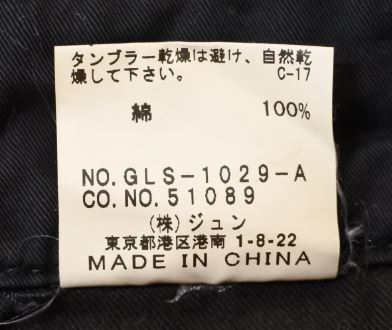 タンブラー乾燥は避け、自然乾
燥して下さい。 C-17
綿 100%
NO.GLS-1029-A
CO.NO.51089
(株)ジュン
東京都港区港南 1-8-22
MADE IN CHINA